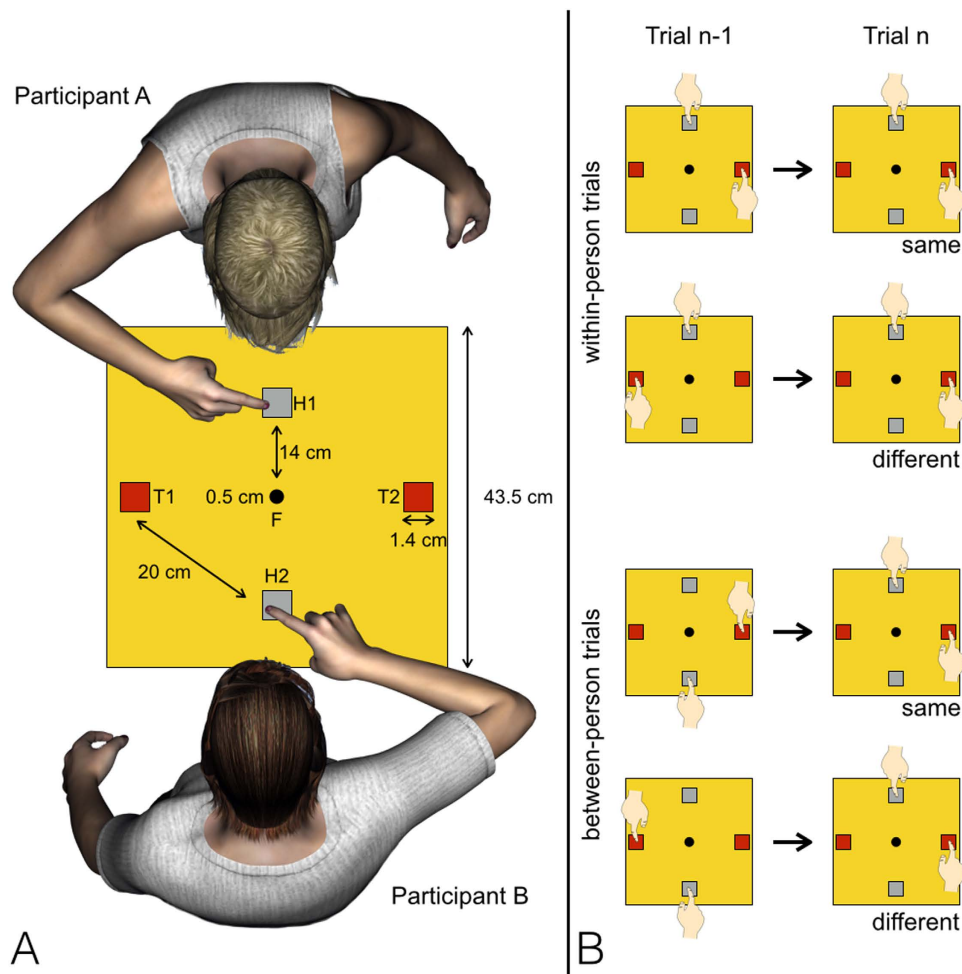 Participant A
H1
14 cm
T1
0.5 cm
F
T2
43.5 cm
1.4 cm
20 cm
H2
Participant B
A
Trial n-1
Trial n
within-person trials
same
different
between-person trials
same
different
B